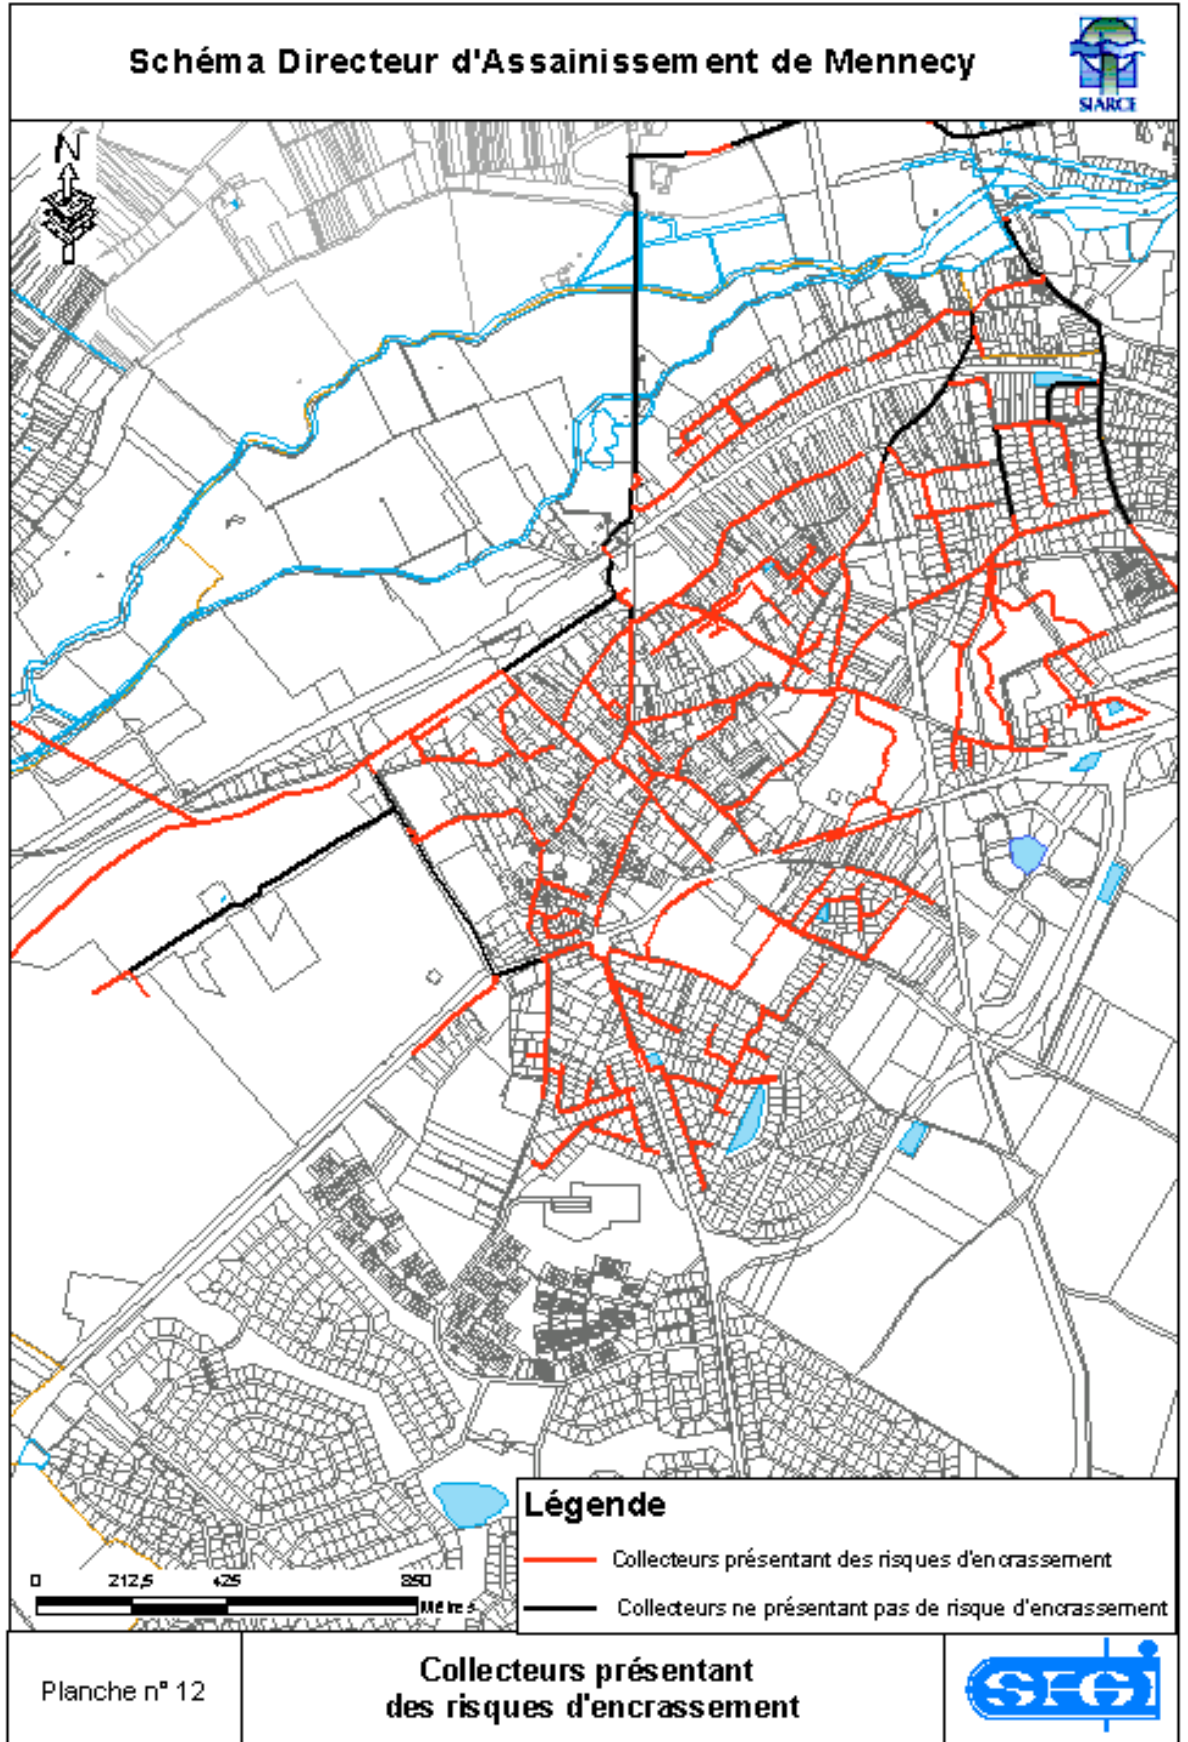 Schéma Directeur d'Assainissement de Mennecy
SIARCE
N
Légende
Collecteurs présentant des risques d'encrassement
Collecteurs ne présentant pas de risque d'encrassement
0 212,5 425 850
Mètres
Planche n° 12
Collecteurs présentant
des risques d'encrassement